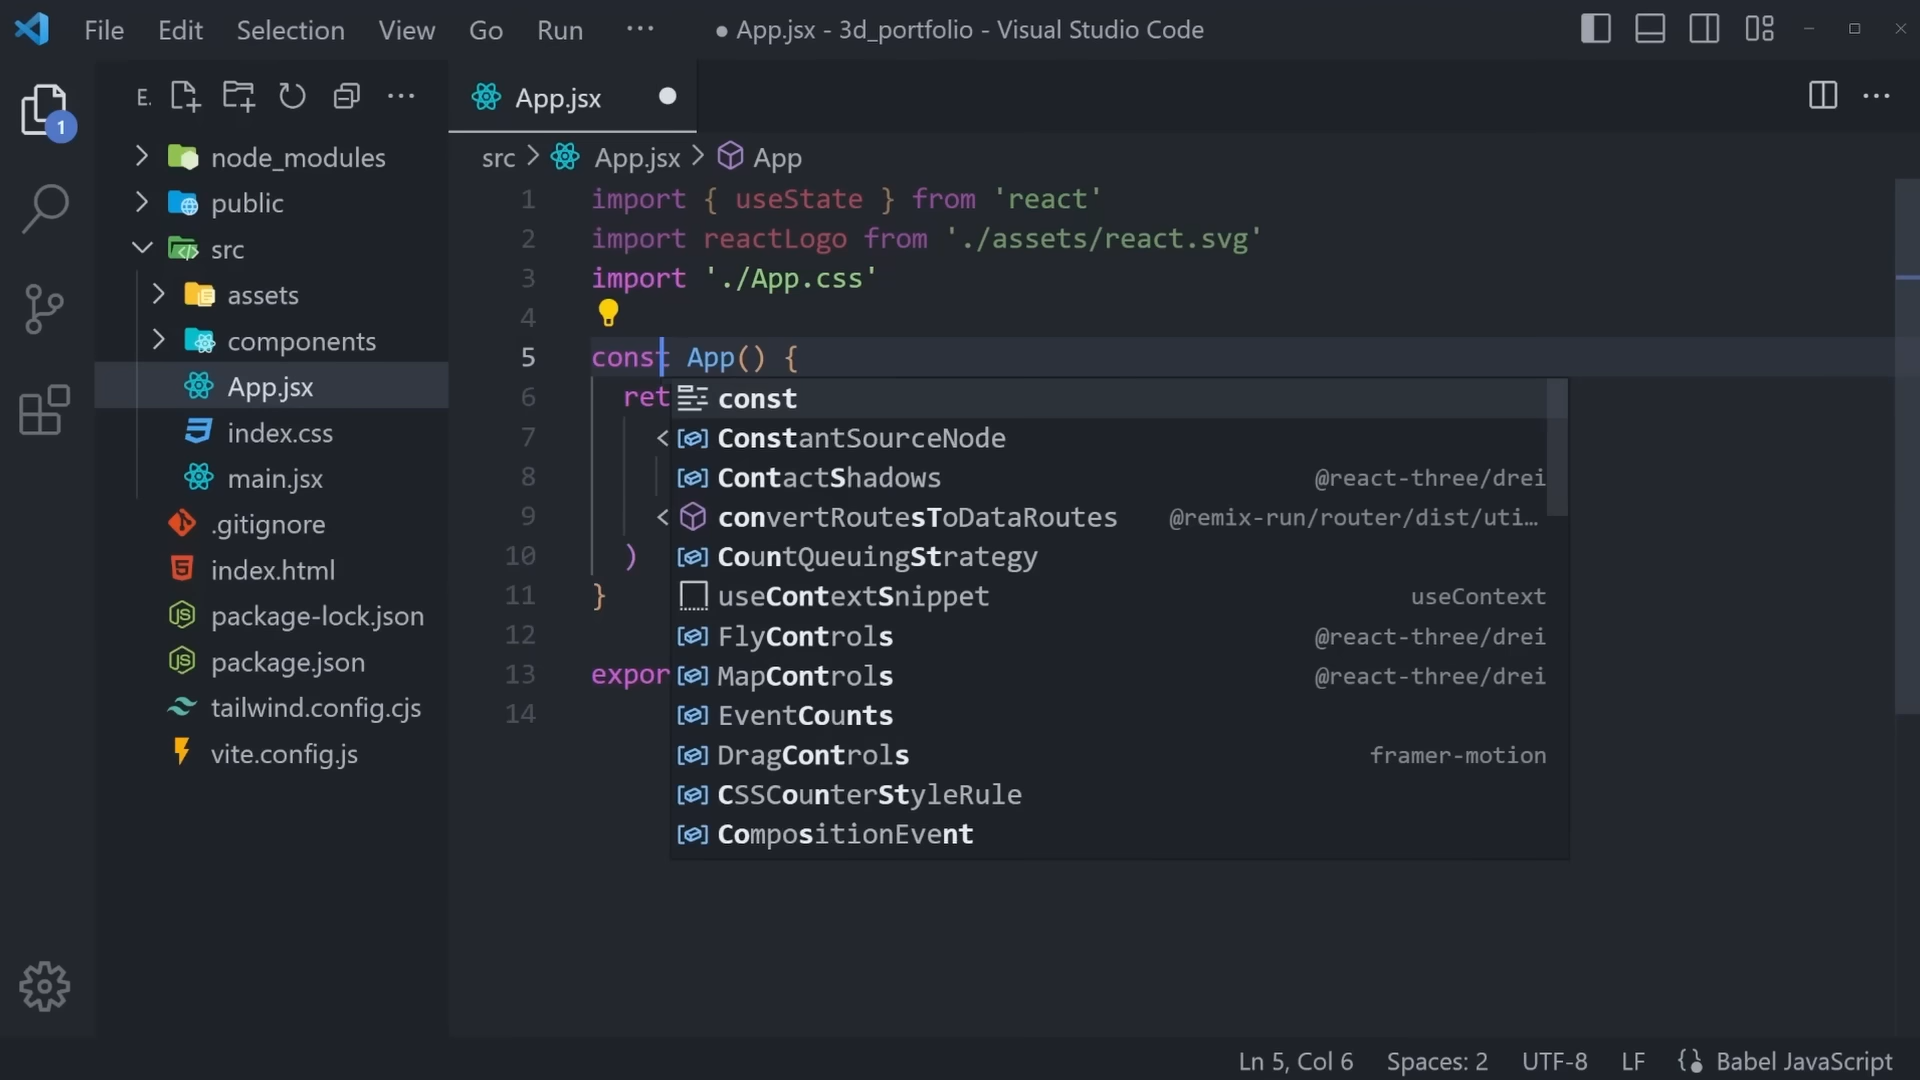 File Edit Selection View Go Run ··· ● App.jsx - 3d_portfolio - Visual Studio Code
E.
1
node_modules
public
src
assets
components
App.jsx
index.css
main.jsx
.gitignore
index.html
package-lock.json
package.json
tailwind.config.cjs
vite.config.js
App.jsx
src > App.jsx > App
1 import { useState } from 'react'
2 import reactLogo from './assets/react.svg'
3 import './App.css'
4
5 const App() {
6 ret
7 <
8
9 <
10 )
11 }
12
13 expor
14
const
ConstantSourceNode
ContactShadows @react-three/drei
convertRoutesToDataRoutes @remix-run/router/dist/uti…
CountQueuingStrategy
useContextSnippet useContext
FlyControls @react-three/drei
MapControls @react-three/drei
EventCounts
DragControls framer-motion
CSSCounterStyleRule
CompositionEvent
Ln 5, Col 6 Spaces: 2 UTF-8 LF Babel JavaScript